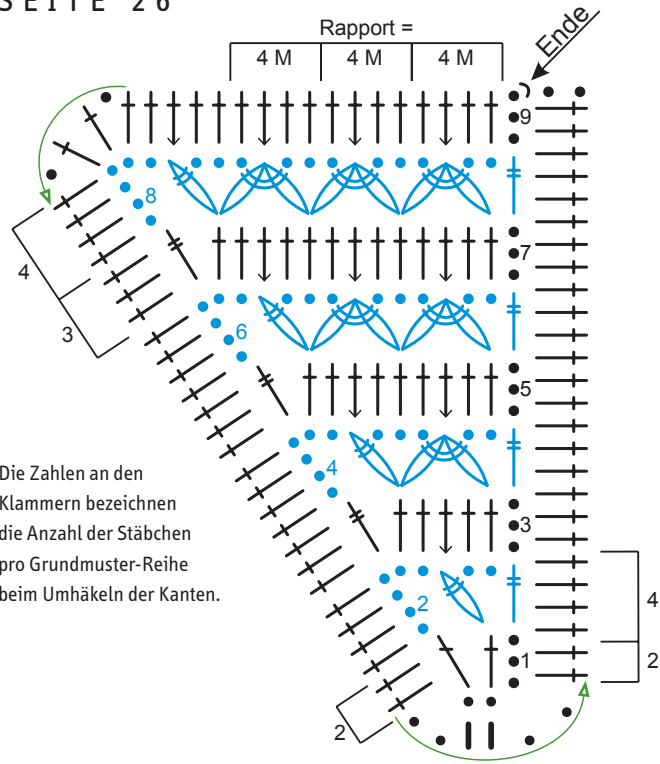 SEITE 26
Rapport =
4 M 4 M 4 M
Ende
9
8
7
4
3
6
5
Die Zahlen an den
Klammern bezeichnen
die Anzahl der Stäbchen
pro Grundmuster-Reihe
beim Umhäkeln der Kanten.
4
3
2
4
1
2
2